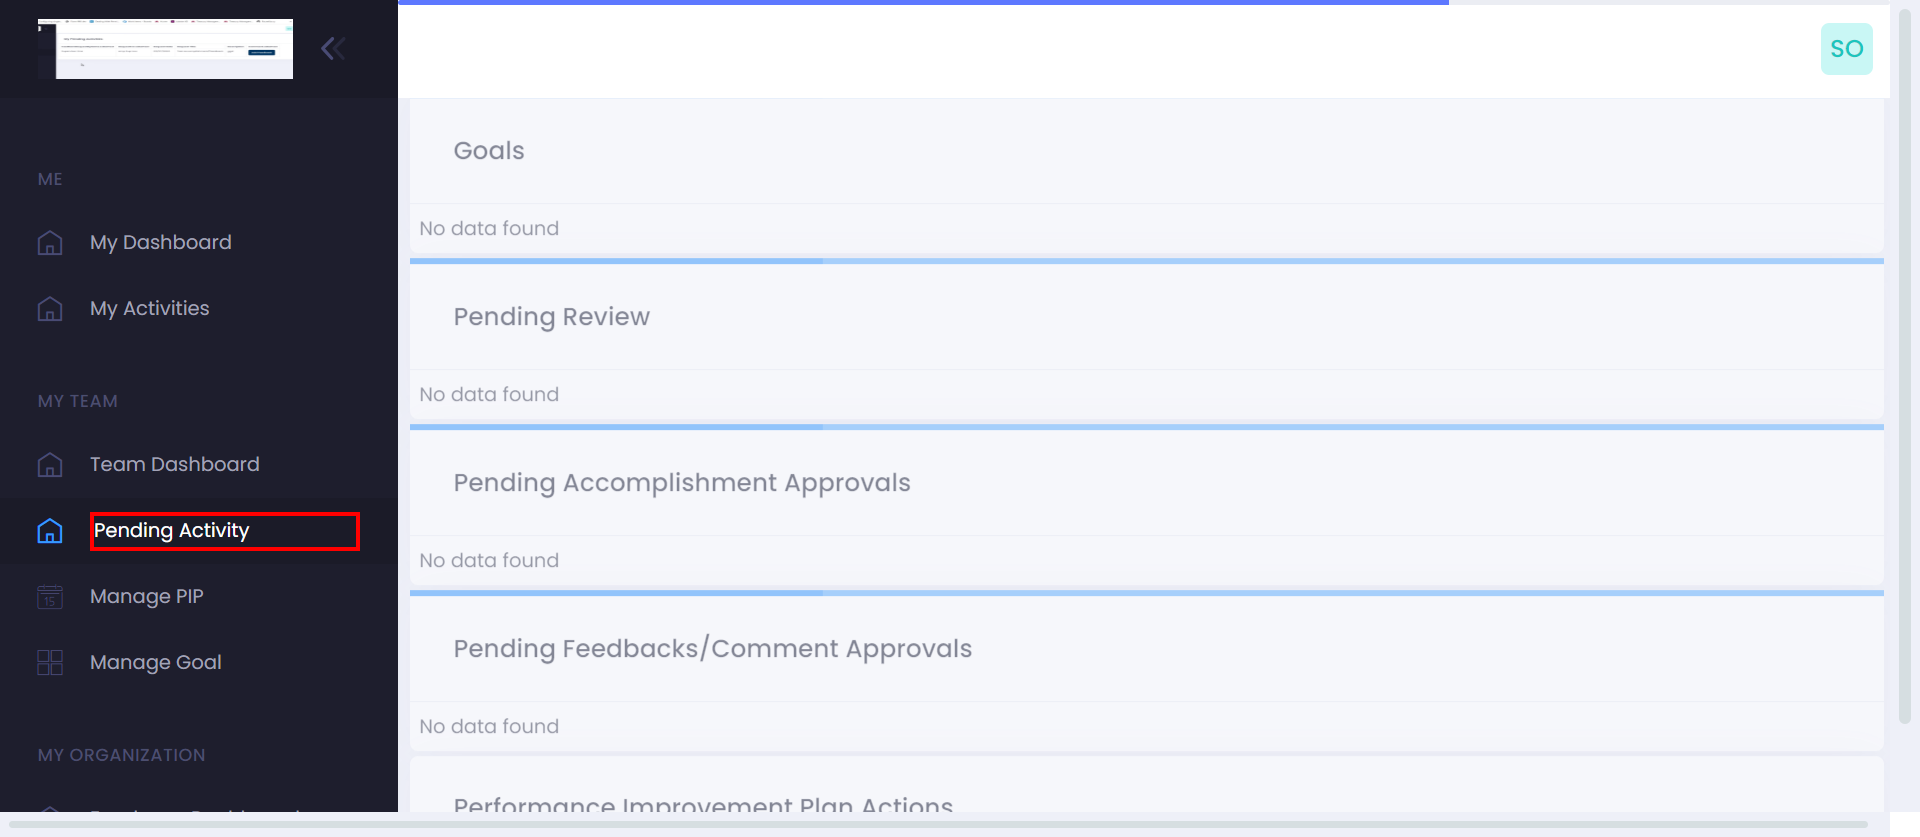 SO
ME
My Dashboard
My Activities
MY TEAM
Team Dashboard
Pending Activity
Manage PIP
15
Manage Goal
MY ORGANIZATION
Goals
No data found
Pending Review
No data found
Pending Accomplishment Approvals
No data found
Pending Feedbacks/Comment Approvals
No data found
Performance Improvement Plan Actions